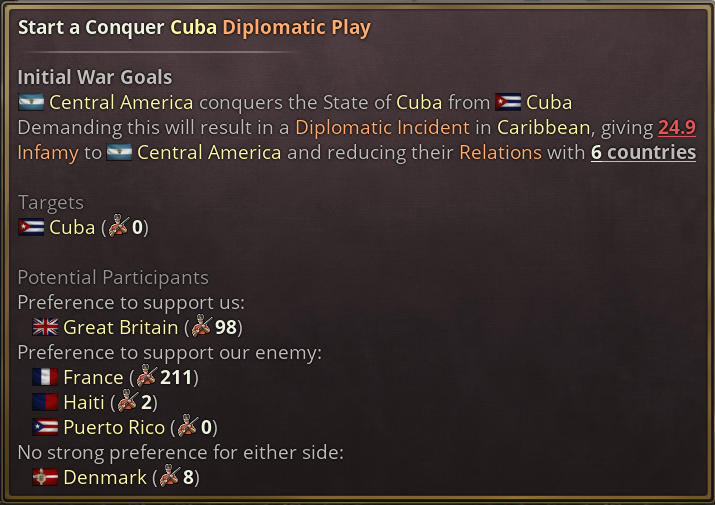 Start a Conquer Cuba Diplomatic Play
Initial War Goals
Central America conquers the State of Cuba from Cuba
Demanding this will result in a Diplomatic Incident in Caribbean, giving 24.9
Infamy to Central America and reducing their Relations with 6 countries
Targets
Cuba (0)
Potential Participants
Preference to support us:
Great Britain (98)
Preference to support our enemy:
France (211)
Haiti (2)
Puerto Rico (0)
No strong preference for either side:
Denmark (8)